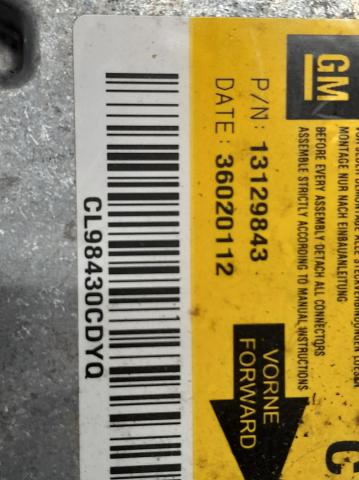 GM
P/N: 13129843
DATE: 36020112
CL98430CDYQ
MONTAGE NUR NACH EINBAUANLEITUNG
BEFORE EVERY ASSEMBLY DETACH ALL CONNECTORS
ASSEMBLE STRICTLY ACCORDING TO MANUAL INSTRUCTIONS
VORNE
FORWARD